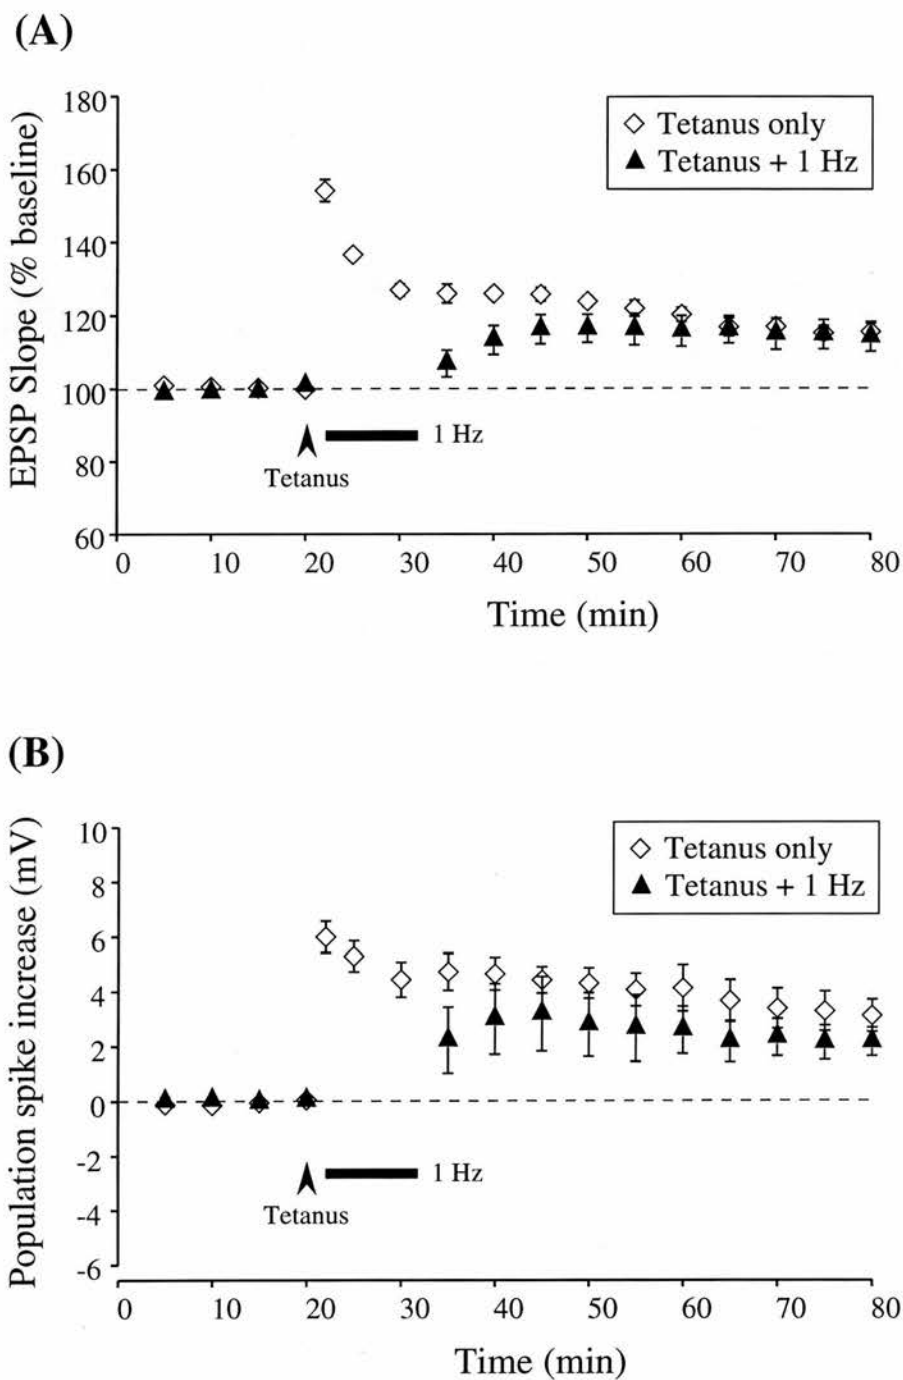 (A)
EPSP Slope (% baseline)
180
160
140
120
100
80
60
◇ Tetanus only
▲ Tetanus + 1 Hz
1 Hz
Tetanus
0 10 20 30 40 50 60 70 80
Time (min)
(B)
Population spike increase (mV)
10
8
6
4
2
0
-2
-4
-6
◇ Tetanus only
▲ Tetanus + 1 Hz
1 Hz
Tetanus
0 10 20 30 40 50 60 70 80
Time (min)